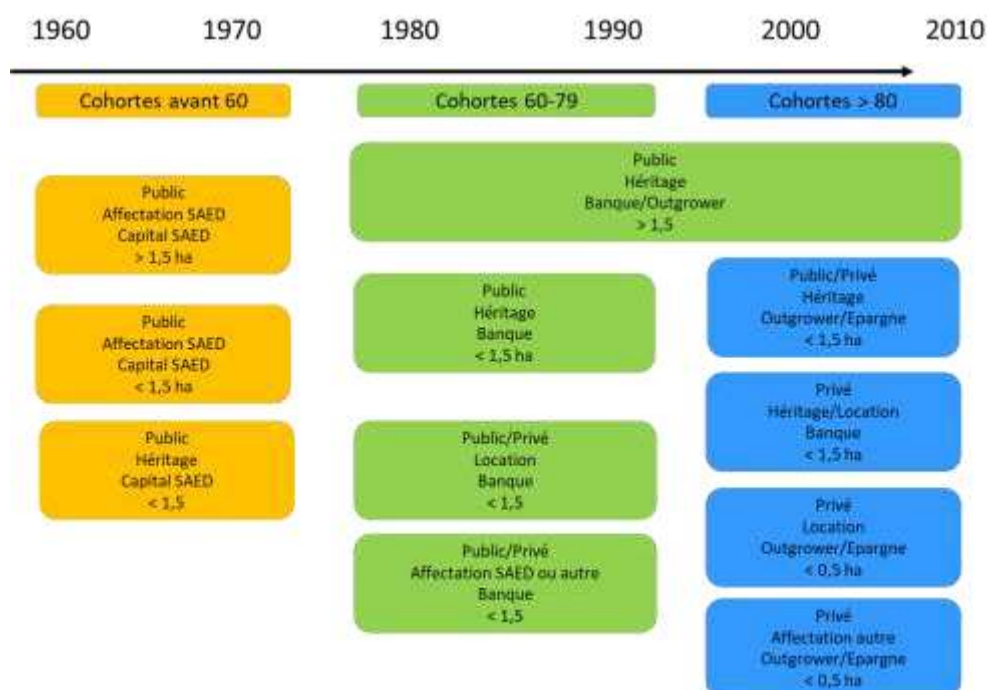 1960 1970 1980 1990 2000 2010
Cohortes avant 60
Cohortes 60-79
Cohortes > 80
Public
Affectation SAED
Capital SAED
> 1,5 ha
Public
Affectation SAED
Capital SAED
< 1,5 ha
Public
Héritage
Capital SAED
< 1,5
Public
Héritage
Banque/Outgrower
> 1,5
Public
Héritage
Banque
< 1,5 ha
Public/Privé
Location
Banque
< 1,5
Public/Privé
Affectation SAED ou autre
Banque
< 1,5
Public/Privé
Héritage
Outgrower/Epargne
< 1,5 ha
Privé
Héritage/Location
Banque
< 1,5 ha
Privé
Location
Outgrower/Epargne
< 0,5 ha
Privé
Affectation autre
Outgrower/Epargne
< 0,5 ha